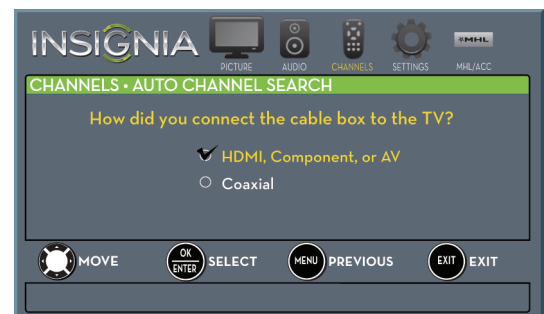 INSIGNIA
PICTURE AUDIO CHANNELS SETTINGS MHL/ACC
MHL
CHANNELS • AUTO CHANNEL SEARCH
How did you connect the cable box to the TV?
HDMI, Component, or AV
Coaxial
MOVE OK ENTER SELECT MENU PREVIOUS EXIT EXIT